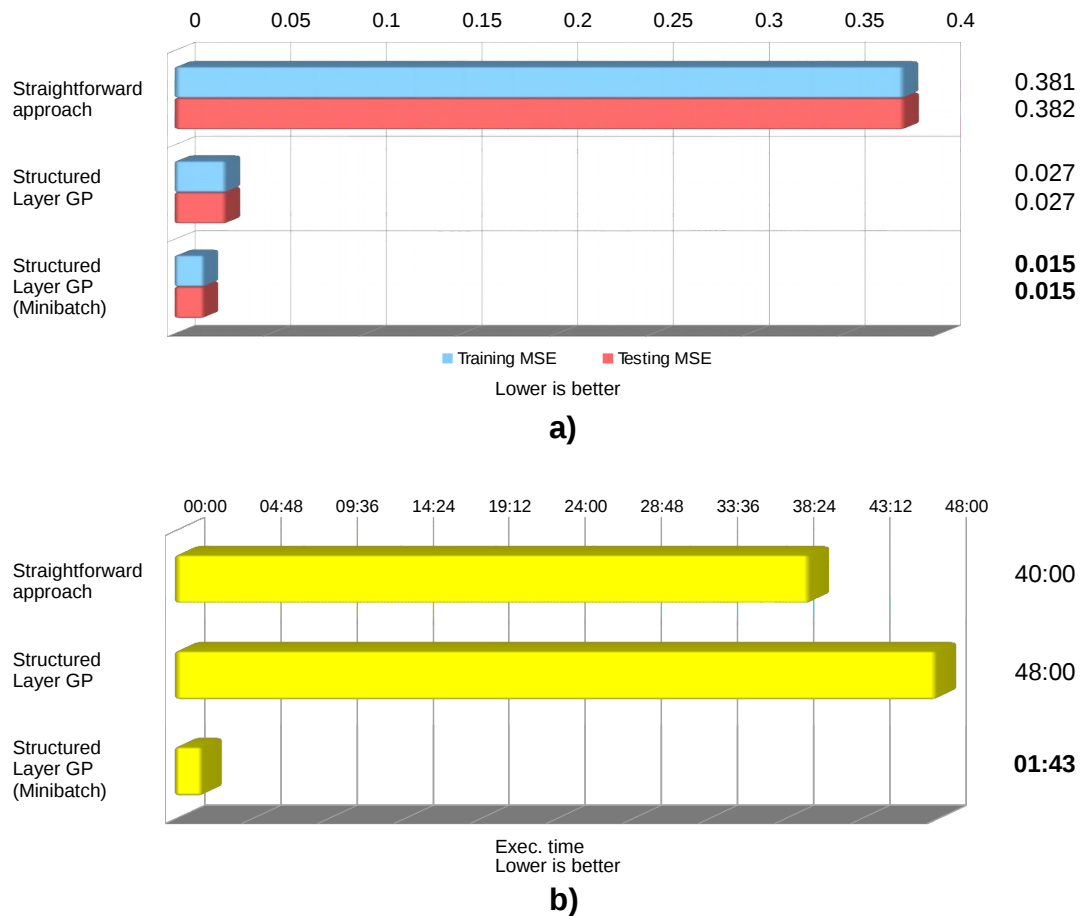 0 0.05 0.1 0.15 0.2 0.25 0.3 0.35 0.4
Straightforward
approach
0.381
0.382
Structured
Layer GP
0.027
0.027
Structured
Layer GP
(Minibatch)
0.015
0.015
Training MSE Testing MSE
Lower is better
a)
00:00 04:48 09:36 14:24 19:12 24:00 28:48 33:36 38:24 43:12 48:00
Straightforward
approach
40:00
Structured
Layer GP
48:00
Structured
Layer GP
(Minibatch)
01:43
Exec. time
Lower is better
b)